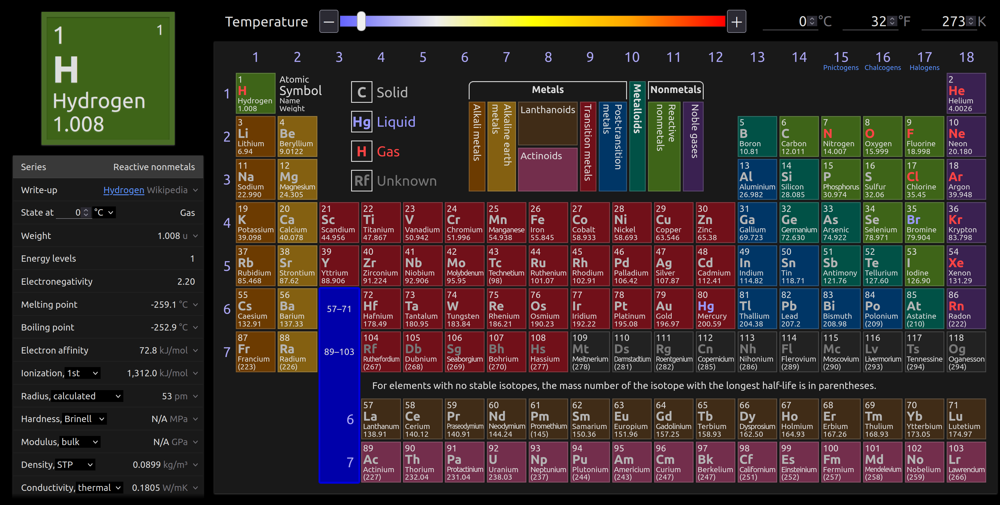 1 1
H
Hydrogen
1.008
Series Reactive nonmetals
Write-up Hydrogen Wikipedia
State at 0 °C Gas
Weight 1.008 u
Energy levels 1
Electronegativity 2.20
Melting point -259.1 °C
Boiling point -252.9 °C
Electron affinity 72.8 kJ/mol
Ionization, 1st 1,312.0 kJ/mol
Radius, calculated 53 pm
Hardness, Brinell N/A MPa
Modulus, bulk N/A GPa
Density, STP 0.0899 kg/m³
Conductivity, thermal 0.1805 W/mK
Temperature − + 0 °C 32 °F 273 K
1 2 3 4 5 6 7 8 9 10 11 12 13 14 15 16 17 18
Pnictogens Chalcogens Halogens
Atomic
Symbol
Name
Weight
C Solid
Hg Liquid
H Gas
Rf Unknown
Metals
Metalloids
Nonmetals
Alkali metals
Alkaline earth
metals
Lanthanoids
Actinoids
Transition metals
Post-transition
metals
Reactive
nonmetals
Noble gases
1
1 2
H He
Hydrogen Helium
1.008 4.0026
2
3 4 5 6 7 8 9 10
Li Be B C N O F Ne
Lithium Beryllium Boron Carbon Nitrogen Oxygen Fluorine Neon
6.94 9.0122 10.81 12.011 14.007 15.999 18.998 20.180
3
11 12 13 14 15 16 17 18
Na Mg Al Si P S Cl Ar
Sodium Magnesium Aluminium Silicon Phosphorus Sulfur Chlorine Argon
22.990 24.305 26.982 28.085 30.974 32.06 35.45 39.948
4
19 20 21 22 23 24 25 26 27 28 29 30 31 32 33 34 35 36
K Ca Sc Ti V Cr Mn Fe Co Ni Cu Zn Ga Ge As Se Br Kr
Potassium Calcium Scandium Titanium Vanadium Chromium Manganese Iron Cobalt Nickel Copper Zinc Gallium Germanium Arsenic Selenium Bromine Krypton
39.098 40.078 44.956 47.867 50.942 51.996 54.938 55.845 58.933 58.693 63.546 65.38 69.723 72.630 74.922 78.971 79.904 83.798
5
37 38 39 40 41 42 43 44 45 46 47 48 49 50 51 52 53 54
Rb Sr Y Zr Nb Mo Tc Ru Rh Pd Ag Cd In Sn Sb Te I Xe
Rubidium Strontium Yttrium Zirconium Niobium Molybdenum Technetium Ruthenium Rhodium Palladium Silver Cadmium Indium Tin Antimony Tellurium Iodine Xenon
85.468 87.62 88.906 91.224 92.906 95.95 (98) 101.07 102.91 106.42 107.87 112.41 114.82 118.71 121.76 127.60 126.90 131.29
6
55 56 57–71 72 73 74 75 76 77 78 79 80 81 82 83 84 85 86
Cs Ba Hf Ta W Re Os Ir Pt Au Hg Tl Pb Bi Po At Rn
Caesium Barium Hafnium Tantalum Tungsten Rhenium Osmium Iridium Platinum Gold Mercury Thallium Lead Bismuth Polonium Astatine Radon
132.91 137.33 178.49 180.95 183.84 186.21 190.23 192.22 195.08 196.97 200.59 204.38 207.2 208.98 (209) (210) (222)
7
87 88 89–103 104 105 106 107 108 109 110 111 112 113 114 115 116 117 118
Fr Ra Rf Db Sg Bh Hs Mt Ds Rg Cn Nh Fl Mc Lv Ts Og
Francium Radium Rutherfordium Dubnium Seaborgium Bohrium Hassium Meitnerium Darmstadtium Roentgenium Copernicium Nihonium Flerovium Moscovium Livermorium Tennessine Oganesson
(223) (226) (267) (268) (269) (270) (277) (278) (281) (282) (285) (286) (289) (290) (293) (294) (294)
For elements with no stable isotopes, the mass number of the isotope with the longest half-life is in parentheses.
6
57 58 59 60 61 62 63 64 65 66 67 68 69 70 71
La Ce Pr Nd Pm Sm Eu Gd Tb Dy Ho Er Tm Yb Lu
Lanthanum Cerium Praseodymium Neodymium Promethium Samarium Europium Gadolinium Terbium Dysprosium Holmium Erbium Thulium Ytterbium Lutetium
138.91 140.12 140.91 144.24 (145) 150.36 151.96 157.25 158.93 162.50 164.93 167.26 168.93 173.05 174.97
7
89 90 91 92 93 94 95 96 97 98 99 100 101 102 103
Ac Th Pa U Np Pu Am Cm Bk Cf Es Fm Md No Lr
Actinium Thorium Protactinium Uranium Neptunium Plutonium Americium Curium Berkelium Californium Einsteinium Fermium Mendelevium Nobelium Lawrencium
(227) 232.04 231.04 238.03 (237) (244) (243) (247) (247) (251) (252) (257) (258) (259) (266)